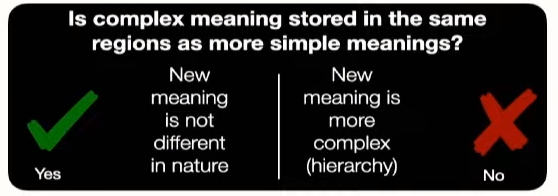 Is complex meaning stored in the same
regions as more simple meanings?
New
meaning
is not
different
in nature
Yes
New
meaning is
more
complex
(hierarchy)
No